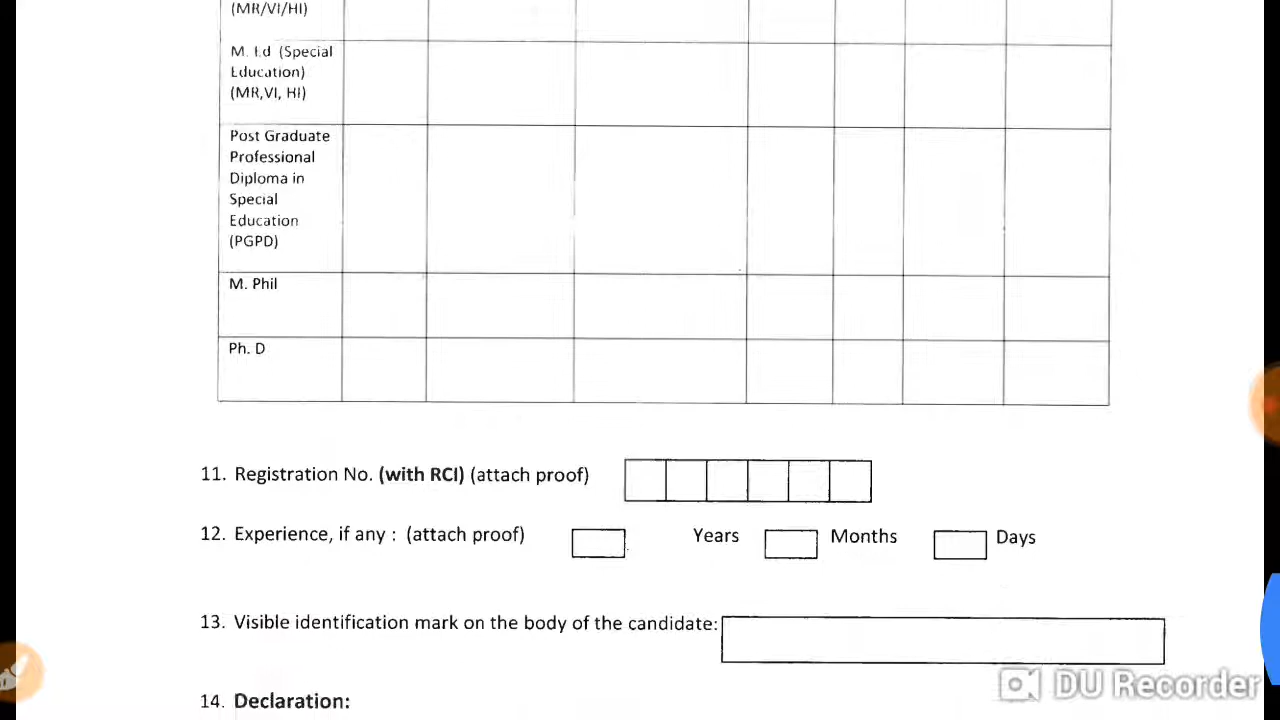 (MR/VI/HI)
M. Ed (Special
Education)
(MR,VI, HI)
Post Graduate
Professional
Diploma in
Special
Education
(PGPD)
M. Phil
Ph. D
11. Registration No. (with RCI) (attach proof)
12. Experience, if any : (attach proof) Years Months Days
13. Visible identification mark on the body of the candidate:
14. Declaration:
DU Recorder